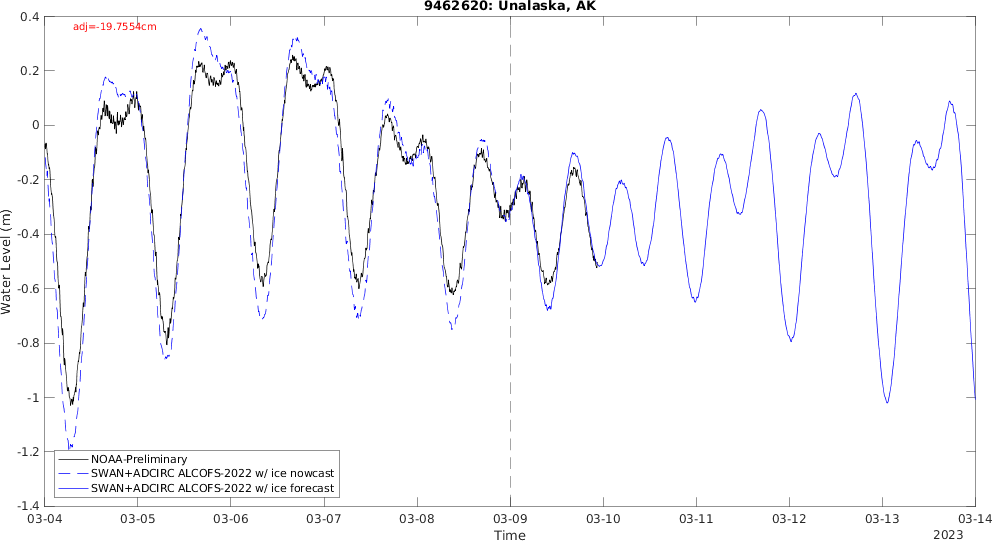 9462620: Unalaska, AK
adj=-19.7554cm
0.4
0.2
0
-0.2
-0.4
-0.6
-0.8
-1
-1.2
-1.4
Water Level (m)
NOAA-Preliminary
SWAN+ADCIRC ALCOFS-2022 w/ ice nowcast
SWAN+ADCIRC ALCOFS-2022 w/ ice forecast
03-04 03-05 03-06 03-07 03-08 03-09 03-10 03-11 03-12 03-13 03-14
Time
2023